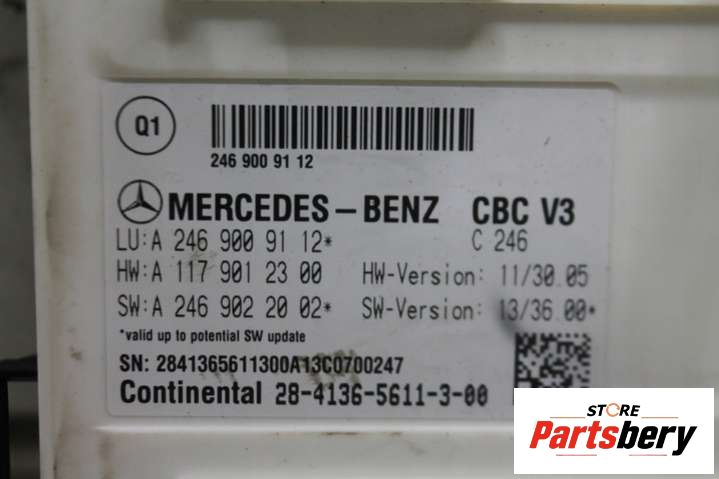 Q1
246 900 91 12
MERCEDES-BENZ CBC V3
LU:A 246 900 91 12* C 246
HW:A 117 901 23 00 HW-Version: 11/30.05
SW:A 246 902 20 02* SW-Version: 13/36.00*
*valid up to potential SW update
SN: 2841365611300A13C0700247
Continental 28-4136-5611-3-00
STORE
Partsbery